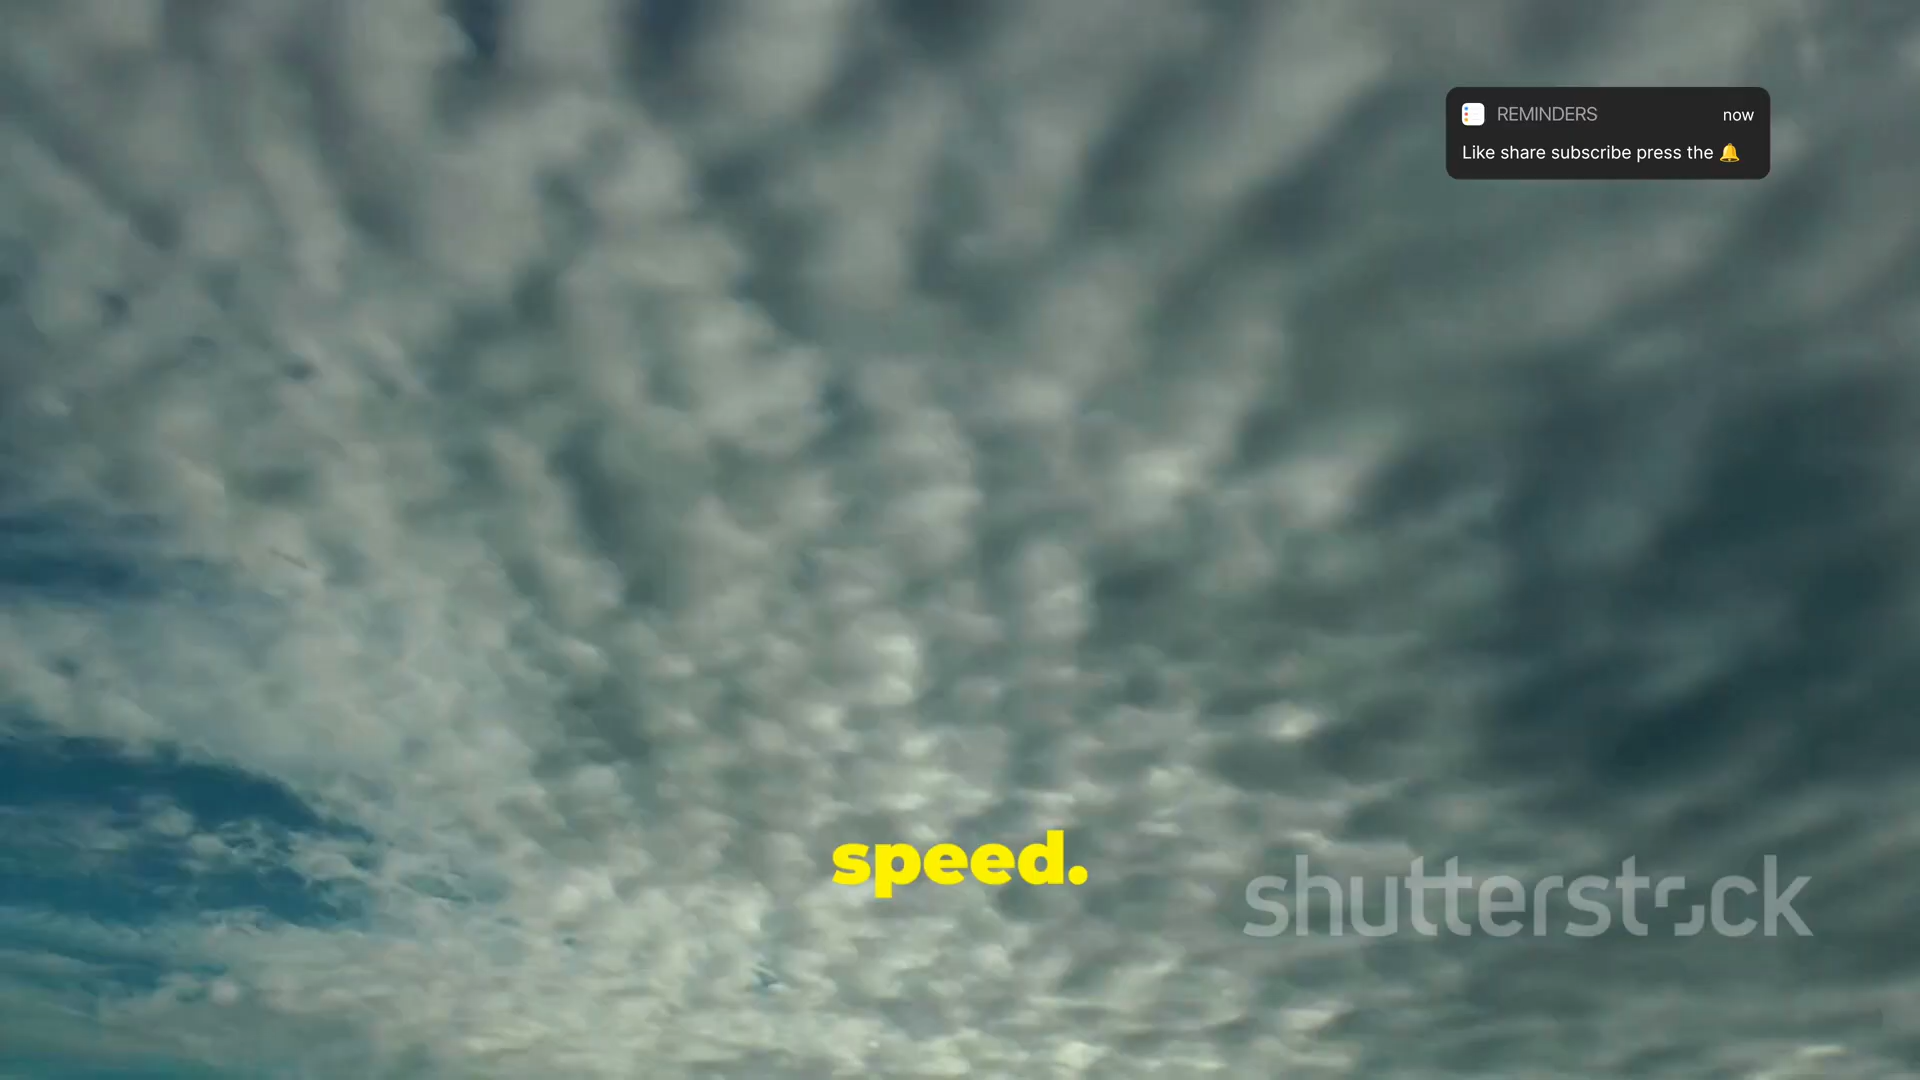 REMINDERS now
Like share subscribe press the 🔔
speed.
shutterstock